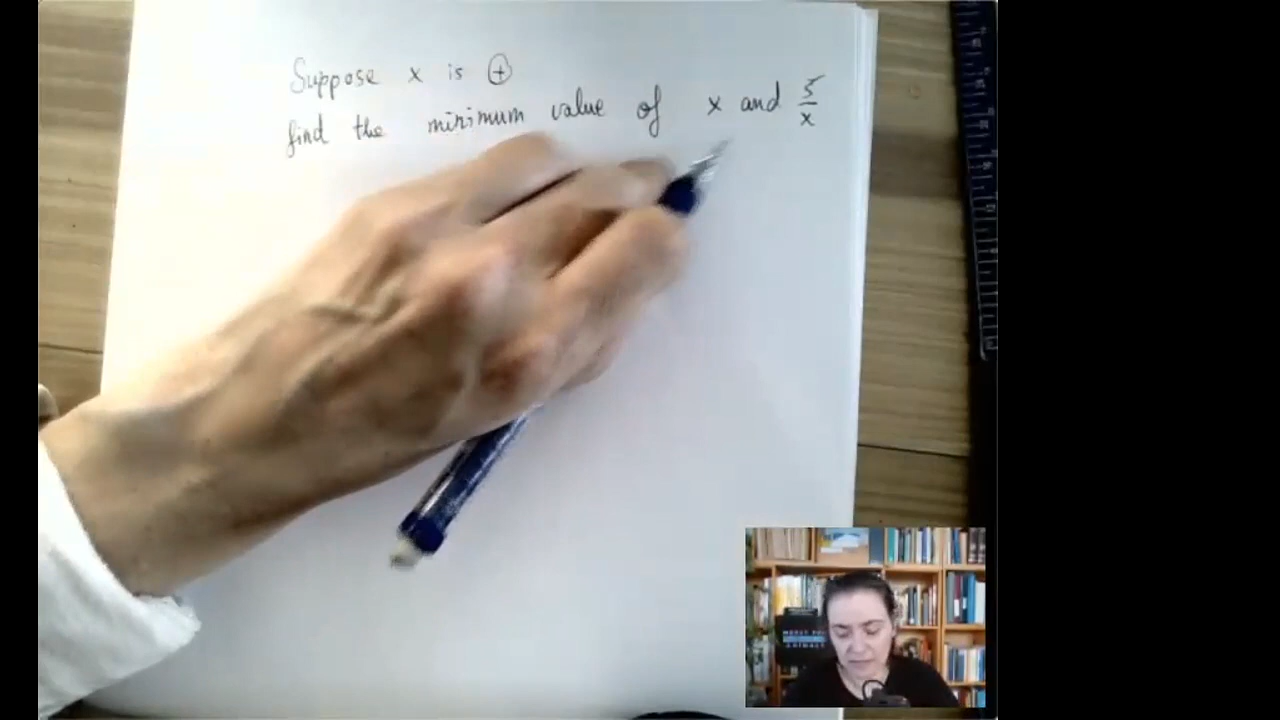 Suppose x is ⊕
find the minimum value of x and 5/x